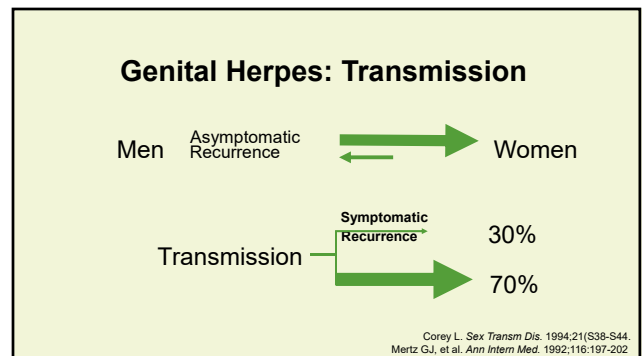 Genital Herpes: Transmission
Men
Asymptomatic
Recurrence
Women
Symptomatic
Recurrence
30%
Transmission
70%
Corey L. Sex Transm Dis. 1994;21(S38-S44.
Mertz GJ, et al. Ann Intern Med. 1992;116:197-202